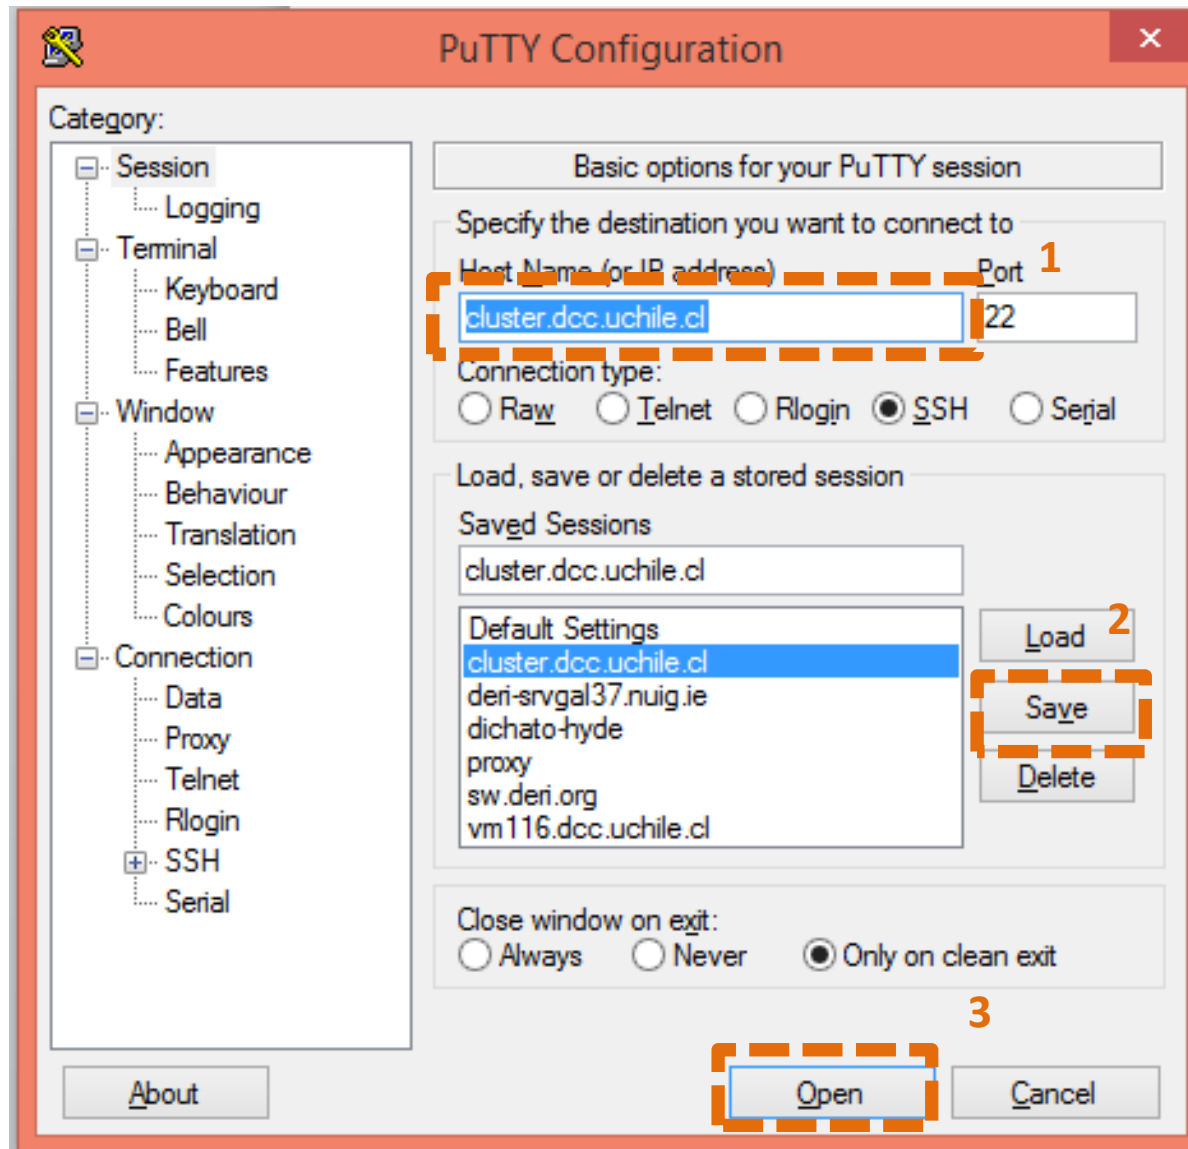 PuTTY Configuration
x
Category:
Session
Logging
Terminal
Keyboard
Bell
Features
Window
Appearance
Behaviour
Translation
Selection
Colours
Connection
Data
Proxy
Telnet
Rlogin
SSH
Serial
Basic options for your PuTTY session
Specify the destination you want to connect to
Host Name (or IP address) Port 1
cluster.dcc.uchile.cl 22
Connection type:
Raw Telnet Rlogin SSH Serial
Load, save or delete a stored session
Saved Sessions
cluster.dcc.uchile.cl
Default Settings
cluster.dcc.uchile.cl
deri-srvgal37.nuig.ie
dichato-hyde
proxy
sw.deri.org
vm116.dcc.uchile.cl
Load 2
Save
Delete
Close window on exit:
Always Never Only on clean exit
3
About Open Cancel